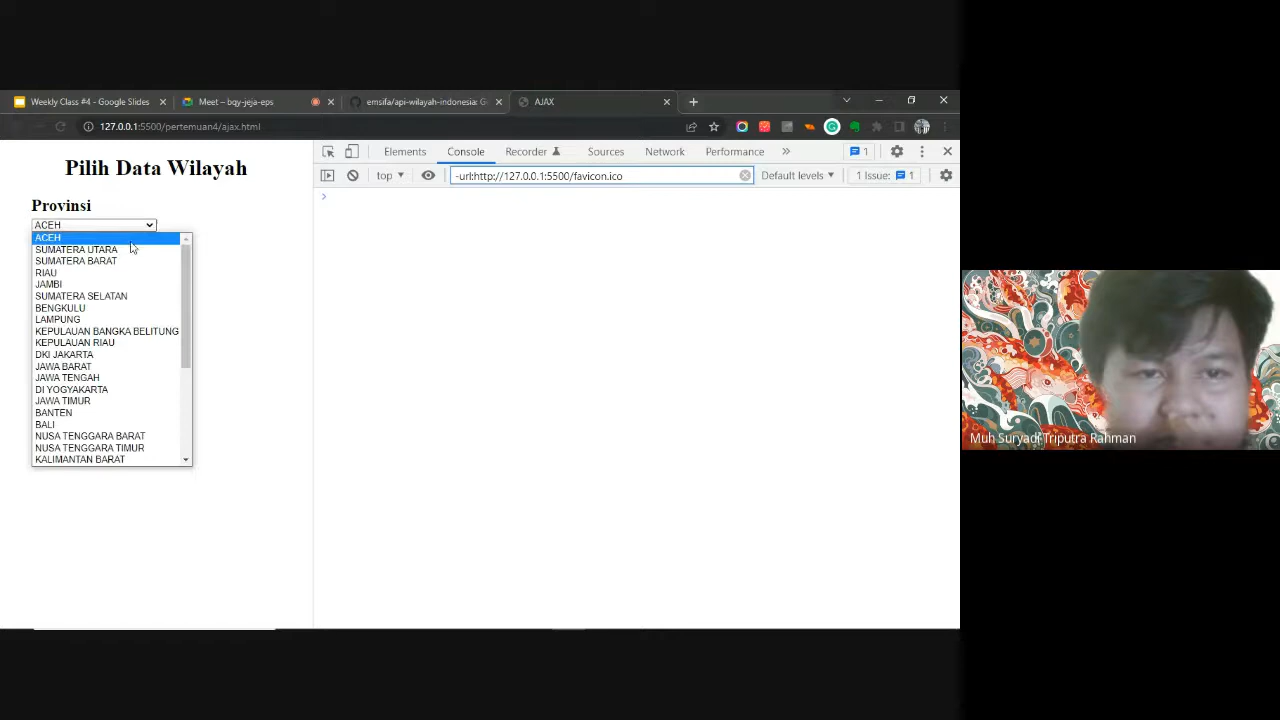 Weekly Class #4 - Google Slides
Meet – bqy-jeja-eps
emsifa/api-wilayah-indonesia: G
AJAX
127.0.0.1:5500/pertemuan4/ajax.html
Pilih Data Wilayah
Provinsi
ACEH
ACEH
SUMATERA UTARA
SUMATERA BARAT
RIAU
JAMBI
SUMATERA SELATAN
BENGKULU
LAMPUNG
KEPULAUAN BANGKA BELITUNG
KEPULAUAN RIAU
DKI JAKARTA
JAWA BARAT
JAWA TENGAH
DI YOGYAKARTA
JAWA TIMUR
BANTEN
BALI
NUSA TENGGARA BARAT
NUSA TENGGARA TIMUR
KALIMANTAN BARAT
Elements Console Recorder Sources Network Performance 1
top -url:http://127.0.0.1:5500/favicon.ico Default levels 1 Issue: 1
Muh Suryadi Triputra Rahman